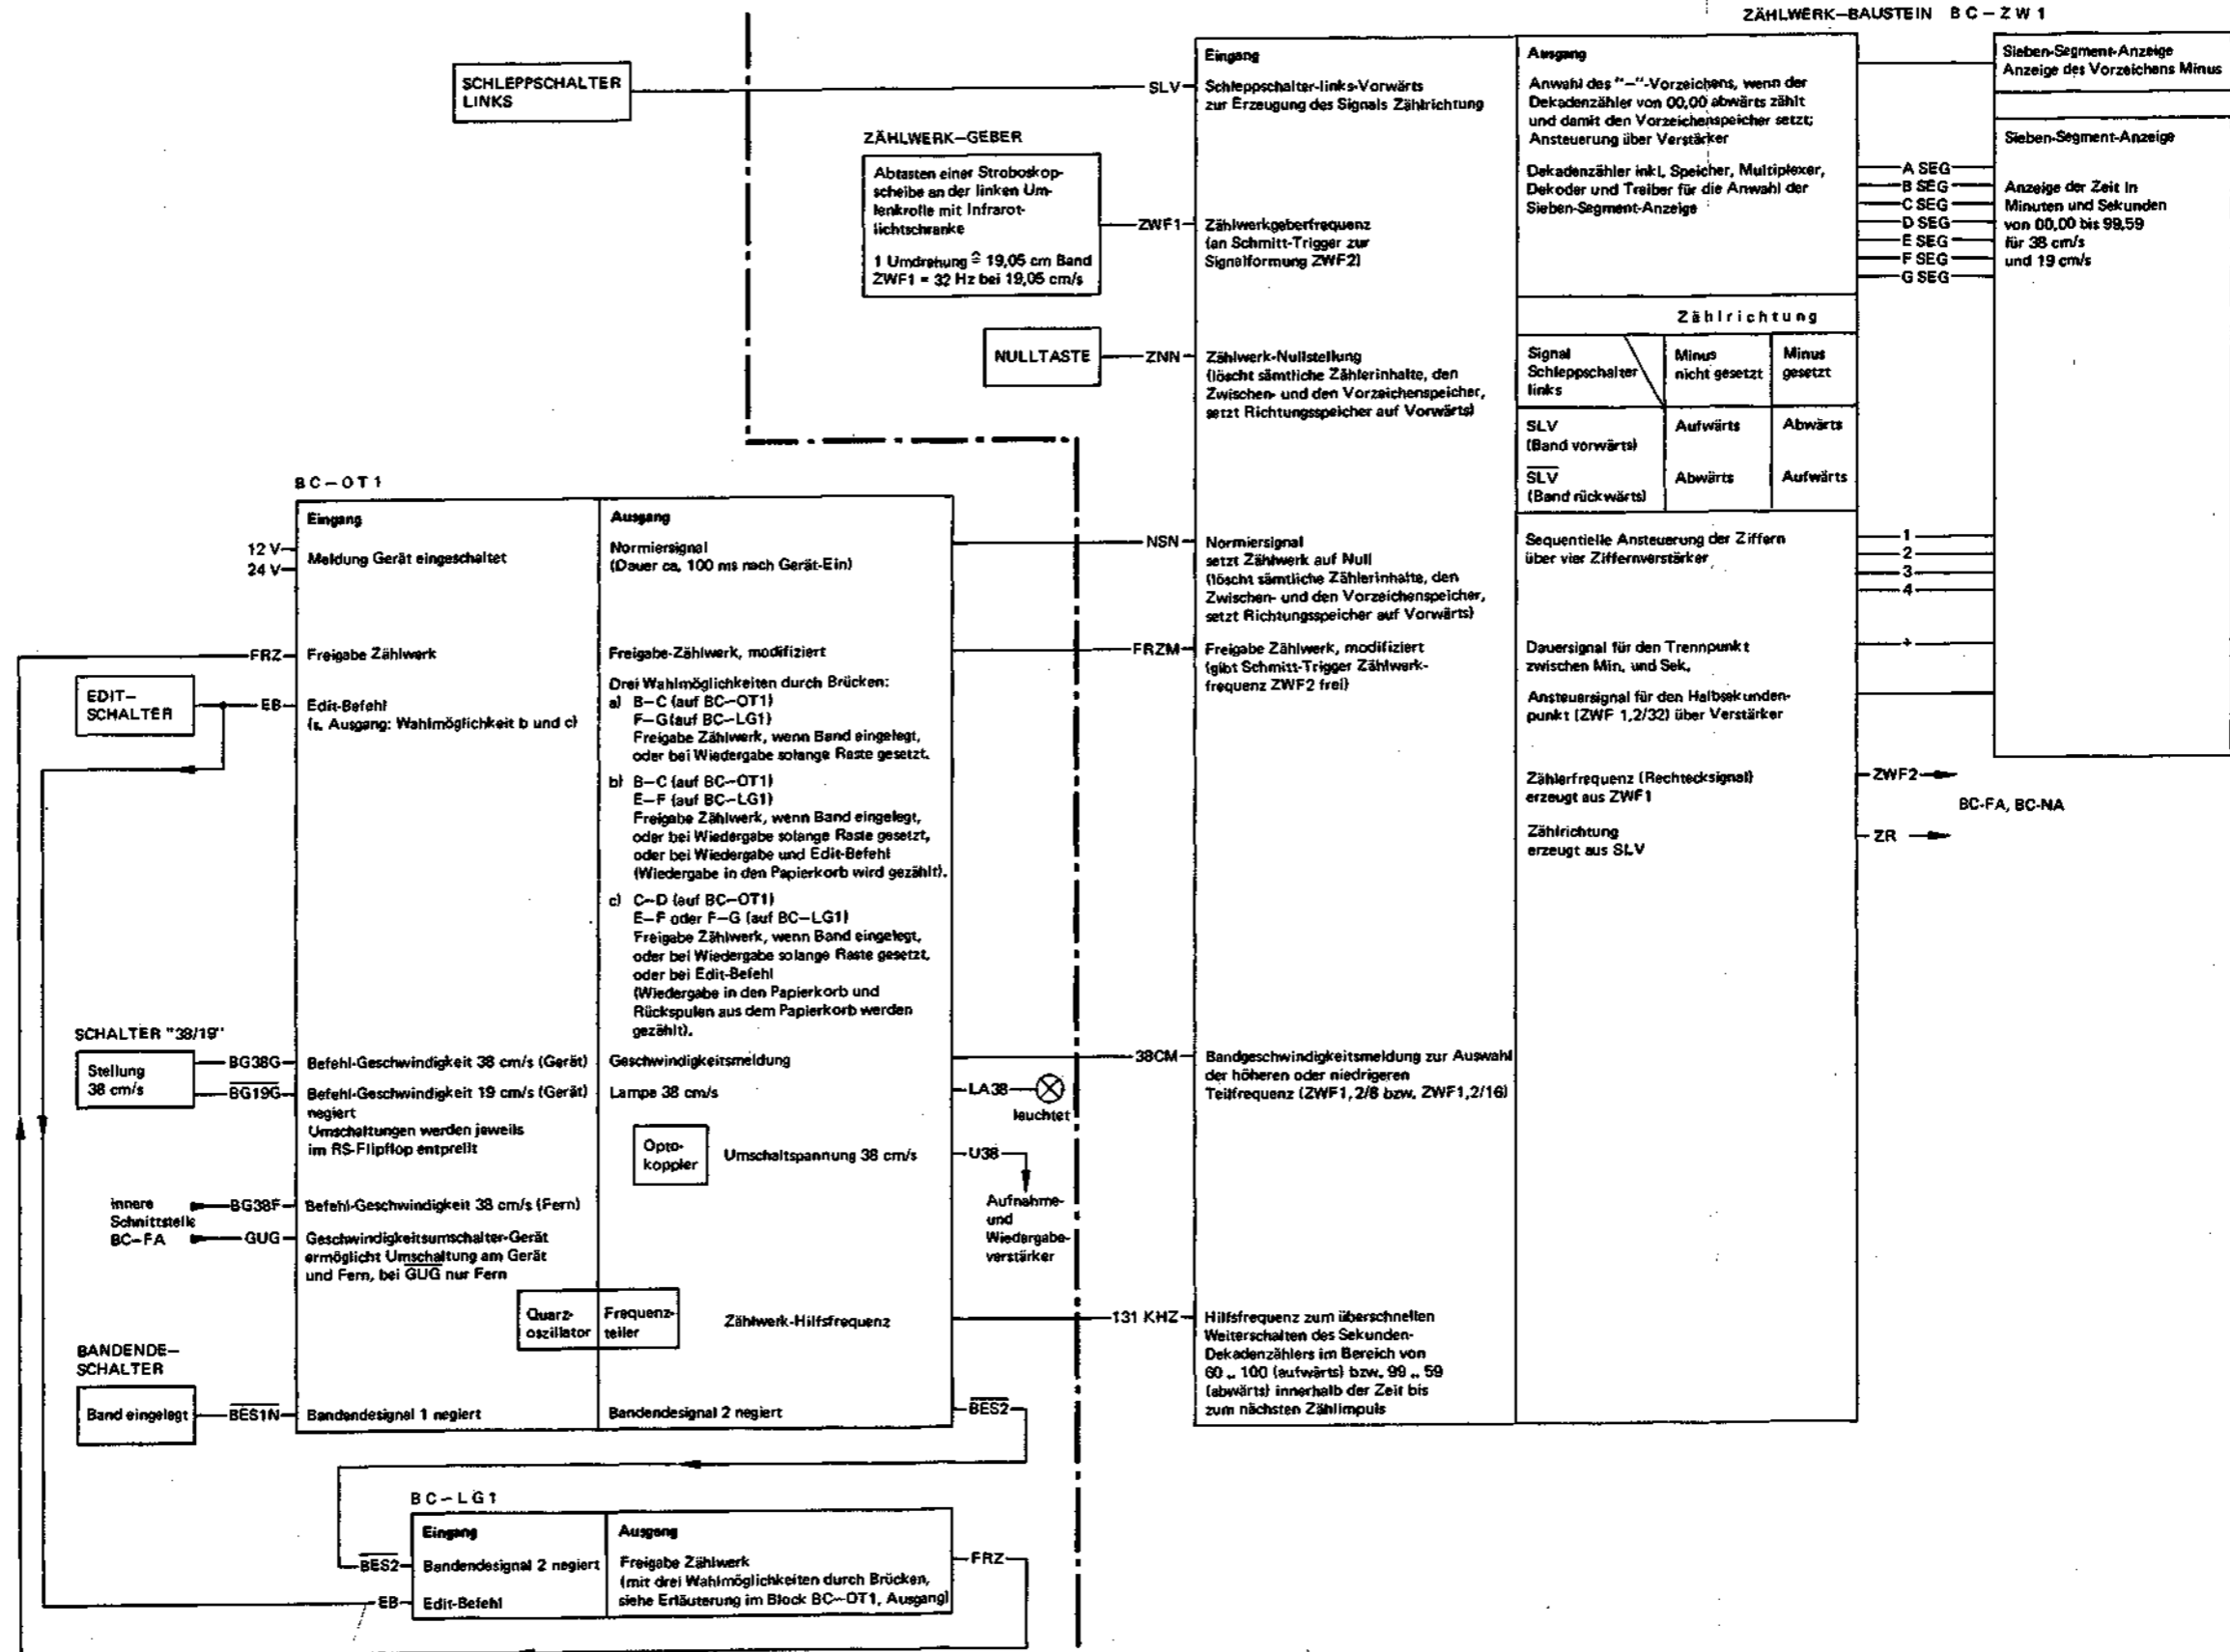 ZÄHLWERK–BAUSTEIN BC–ZW1
SCHLEPPSCHALTER
LINKS
SLV
ZÄHLWERK–GEBER
Abtasten einer Stroboskop-
scheibe an der linken Um-
lenkrolle mit Infrarot-
lichtschranke
1 Umdrehung ≙ 19,05 cm Band
ZWF1 = 32 Hz bei 19,05 cm/s
ZWF1
NULLTASTE
ZNN
NSN
FRZM
38CM
131 KHZ
Eingang
Schleppschalter-links-Vorwärts
zur Erzeugung des Signals Zählrichtung
Zählwerkgeberfrequenz
(an Schmitt-Trigger zur
Signalformung ZWF2)
Zählwerk-Nullstellung
(löscht sämtliche Zählerinhalte, den
Zwischen- und den Vorzeichenspeicher,
setzt Richtungsspeicher auf Vorwärts)
Normiersignal
setzt Zählwerk auf Null
(löscht sämtliche Zählerinhalte, den
Zwischen- und den Vorzeichenspeicher,
setzt Richtungsspeicher auf Vorwärts)
Freigabe Zählwerk, modifiziert
(gibt Schmitt-Trigger Zählwerk-
frequenz ZWF2 frei)
Bandgeschwindigkeitsmeldung zur Auswahl
der höheren oder niedrigeren
Teilfrequenz (ZWF1,2/8 bzw. ZWF1,2/16)
Hilfsfrequenz zum überschnellen
Weiterschalten des Sekunden-
Dekadenzählers im Bereich von
60 .. 100 (aufwärts) bzw. 99 .. 59
(abwärts) innerhalb der Zeit bis
zum nächsten Zählimpuls
Ausgang
Anwahl des "–"-Vorzeichens, wenn der
Dekadenzähler von 00,00 abwärts zählt
und damit den Vorzeichenspeicher setzt;
Ansteuerung über Verstärker
Dekadenzähler inkl. Speicher, Multiplexer,
Dekoder und Treiber für die Anwahl der
Sieben-Segment-Anzeige
Zählrichtung
Signal
Schleppschalter
links
Minus
nicht gesetzt
Minus
gesetzt
SLV
(Band vorwärts)
Aufwärts
Abwärts
S̅L̅V̅
(Band rückwärts)
Abwärts
Aufwärts
Sequentielle Ansteuerung der Ziffern
über vier Ziffernverstärker
Dauersignal für den Trennpunkt
zwischen Min. und Sek.
Ansteuersignal für den Halbsekunden-
punkt (ZWF 1,2/32) über Verstärker
Zählerfrequenz (Rechtecksignal)
erzeugt aus ZWF1
Zählrichtung
erzeugt aus SLV
A SEG
B SEG
C SEG
D SEG
E SEG
F SEG
G SEG
1
2
3
4
+
ZWF2
BC-FA, BC-NA
ZR
Sieben-Segment-Anzeige
Anzeige des Vorzeichens Minus
Sieben-Segment-Anzeige
Anzeige der Zeit in
Minuten und Sekunden
von 00,00 bis 99,59
für 38 cm/s
und 19 cm/s
BC–OT1
12 V
24 V
FRZ
EDIT–
SCHALTER
EB
SCHALTER "38/19"
Stellung
38 cm/s
BG38G
B̅G̅1̅9̅G̅
innere
Schnittstelle
BC–FA
BG38F
GUG
BANDENDE–
SCHALTER
Band eingelegt
B̅E̅S̅1̅N̅
Eingang
Meldung Gerät eingeschaltet
Freigabe Zählwerk
Edit-Befehl
(s. Ausgang: Wahlmöglichkeit b und c)
Befehl-Geschwindigkeit 38 cm/s (Gerät)
Befehl-Geschwindigkeit 19 cm/s (Gerät)
negiert
Umschaltungen werden jeweils
im RS-Flipflop entprellt
Befehl-Geschwindigkeit 38 cm/s (Fern)
Geschwindigkeitsumschalter-Gerät
ermöglicht Umschaltung am Gerät
und Fern, bei G̅U̅G̅ nur Fern
Quarz-
oszillator
Bandendesignal 1 negiert
Ausgang
Normiersignal
(Dauer ca. 100 ms nach Gerät-Ein)
Freigabe-Zählwerk, modifiziert
Drei Wahlmöglichkeiten durch Brücken:
a) B–C (auf BC–OT1)
F–G(auf BC–LG1)
Freigabe Zählwerk, wenn Band eingelegt,
oder bei Wiedergabe solange Raste gesetzt.
b) B–C (auf BC–OT1)
E–F (auf BC–LG1)
Freigabe Zählwerk, wenn Band eingelegt,
oder bei Wiedergabe solange Raste gesetzt,
oder bei Wiedergabe und Edit-Befehl
(Wiedergabe in den Papierkorb wird gezählt).
c) C–D (auf BC–OT1)
E–F oder F–G (auf BC–LG1)
Freigabe Zählwerk, wenn Band eingelegt,
oder bei Wiedergabe solange Raste gesetzt,
oder bei Edit-Befehl
(Wiedergabe in den Papierkorb und
Rückspulen aus dem Papierkorb werden
gezählt).
Geschwindigkeitsmeldung
Lampe 38 cm/s
Opto-
koppler
Umschaltspannung 38 cm/s
Frequenz-
teiler
Zählwerk-Hilfsfrequenz
Bandendesignal 2 negiert
LA38
leuchtet
U38
Aufnahme-
und
Wiedergabe-
verstärker
B̅E̅S̅2̅
BC–LG1
B̅E̅S̅2̅
EB
Eingang
Bandendesignal 2 negiert
Edit-Befehl
Ausgang
Freigabe Zählwerk
(mit drei Wahlmöglichkeiten durch Brücken,
siehe Erläuterung im Block BC–OT1, Ausgang)
FRZ